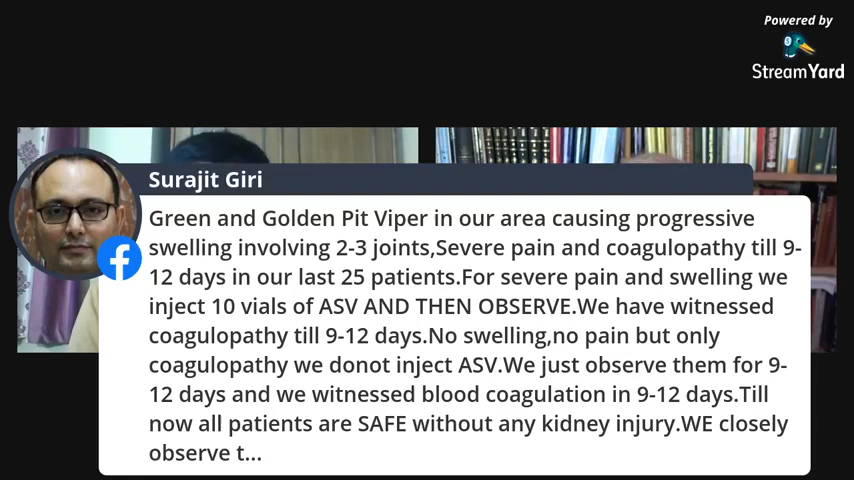 Powered by
StreamYard
Surajit Giri
Green and Golden Pit Viper in our area causing progressive
swelling involving 2-3 joints,Severe pain and coagulopathy till 9-
12 days in our last 25 patients.For severe pain and swelling we
inject 10 vials of ASV AND THEN OBSERVE.We have witnessed
coagulopathy till 9-12 days.No swelling,no pain but only
coagulopathy we donot inject ASV.We just observe them for 9-
12 days and we witnessed blood coagulation in 9-12 days.Till
now all patients are SAFE without any kidney injury.WE closely
observe t...